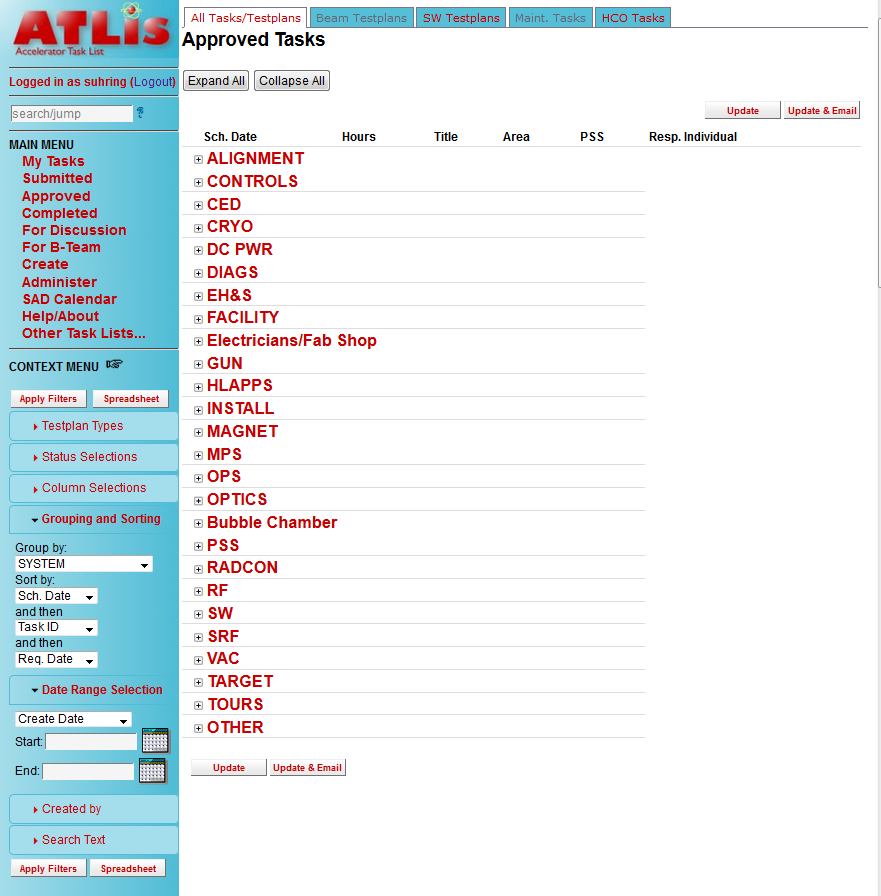 ATLis
Accelerator Task List
Logged in as suhring (Logout)
search/jump ?
MAIN MENU
My Tasks
Submitted
Approved
Completed
For Discussion
For B-Team
Create
Administer
SAD Calendar
Help/About
Other Task Lists...
CONTEXT MENU
Apply Filters Spreadsheet
Testplan Types
Status Selections
Column Selections
Grouping and Sorting
Group by:
SYSTEM
Sort by:
Sch. Date
and then
Task ID
and then
Req. Date
Date Range Selection
Create Date
Start:
End:
Created by
Search Text
Apply Filters Spreadsheet
All Tasks/Testplans Beam Testplans SW Testplans Maint. Tasks HCO Tasks
Approved Tasks
Expand All Collapse All
Update Update & Email
Sch. Date Hours Title Area PSS Resp. Individual
ALIGNMENT
CONTROLS
CED
CRYO
DC PWR
DIAGS
EH&S
FACILITY
Electricians/Fab Shop
GUN
HLAPPS
INSTALL
MAGNET
MPS
OPS
OPTICS
Bubble Chamber
PSS
RADCON
RF
SW
SRF
VAC
TARGET
TOURS
OTHER
Update Update & Email